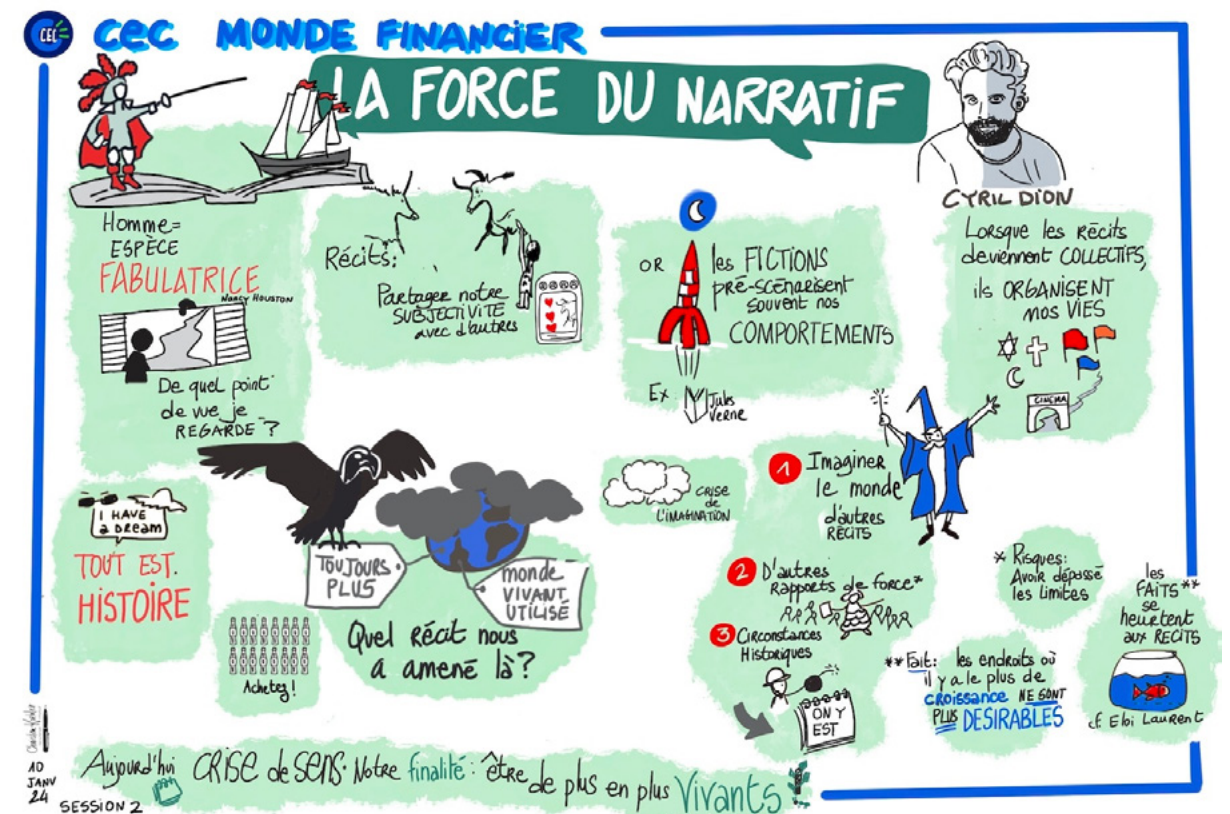 CEC
CEC MONDE FINANCIER
LA FORCE DU NARRATIF
CYRIL DION
Homme=
ESPÈCE
FABULATRICE
NANCY HOUSTON
De quel point
de vue je
REGARDE ?
Récits:
Partager notre
SUBJECTIVITÉ
avec d'autres
OR
les FICTIONS
PRÉ-SCÉNARISENT
SOUVENT NOS
COMPORTEMENTS
Ex
Jules
Verne
Lorsque les Récits
deviennent COLLECTIFS,
ils ORGANISENT
NOS VIES
CINEMA
I HAVE
a DREAM
TOUT EST.
HISTOIRE
Achetez!
TOUJOURS
PLUS
monde
VIVANT
UTILISÉ
Quel Récit nous
a amené là?
CRISE
de
L'IMAGINATION
1 Imaginer
le monde
d'autres
RÉCITS
2 D'autres
Rapports de force*
3 Circonstances
Historiques
ON Y
EST
* Risques:
Avoir dépassé
les limites
** Fait: les endroits où
il y a le plus de
CROISSANCE NE SONT
PLUS DESIRABLES
les
FAITS **
se
heurtent
aux RÉCITS
cf. Eloi Laurent
Aujourd'hui CRISE de SENS. Notre finalité : être de plus en plus Vivants
10
JANV
24
SESSION 2